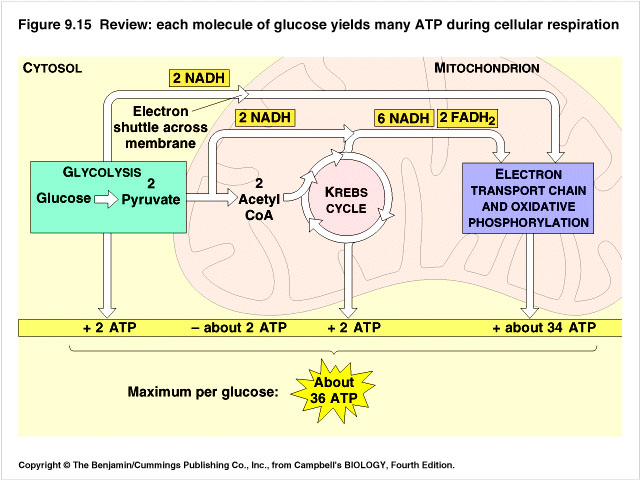 Figure 9.15 Review: each molecule of glucose yields many ATP during cellular respiration
CYTOSOL
MITOCHONDRION
2 NADH
Electron
shuttle across
membrane
2 NADH
6 NADH
2 FADH₂
GLYCOLYSIS
Glucose
2
Pyruvate
2
Acetyl
CoA
KREBS
CYCLE
ELECTRON
TRANSPORT CHAIN
AND OXIDATIVE
PHOSPHORYLATION
+ 2 ATP
– about 2 ATP
+ 2 ATP
+ about 34 ATP
Maximum per glucose:
About
36 ATP
Copyright © The Benjamin/Cummings Publishing Co., Inc., from Campbell's BIOLOGY, Fourth Edition.